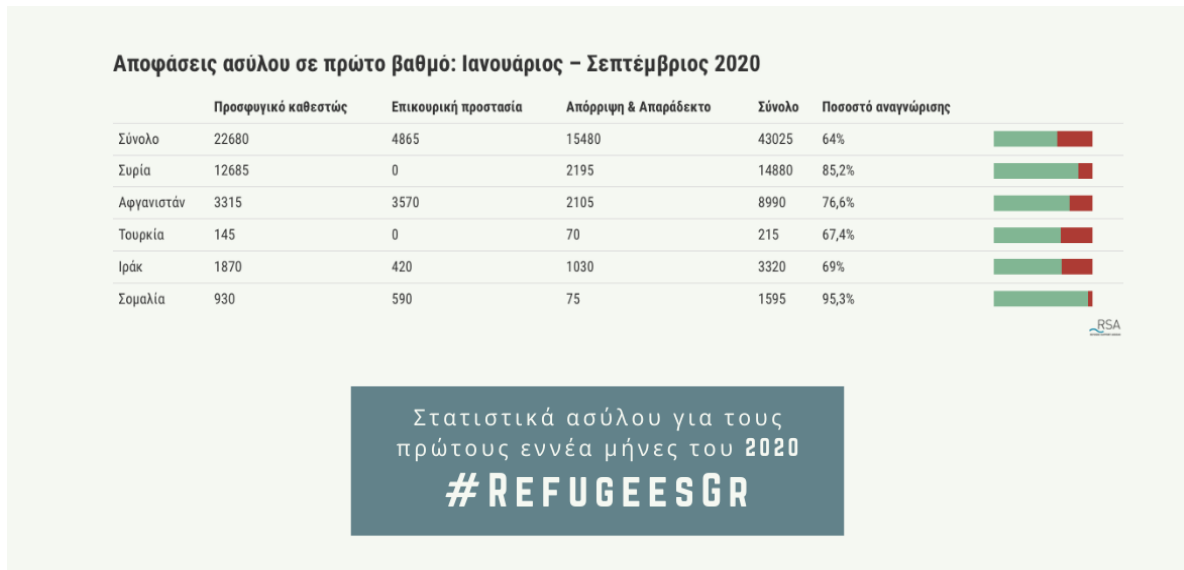 Αποφάσεις ασύλου σε πρώτο βαθμό: Ιανουάριος – Σεπτέμβριος 2020
Προσφυγικό καθεστώς Επικουρική προστασία Απόρριψη & Απαράδεκτο Σύνολο Ποσοστό αναγνώρισης
Σύνολο 22680 4865 15480 43025 64%
Συρία 12685 0 2195 14880 85,2%
Αφγανιστάν 3315 3570 2105 8990 76,6%
Τουρκία 145 0 70 215 67,4%
Ιράκ 1870 420 1030 3320 69%
Σομαλία 930 590 75 1595 95,3%
RSA
Στατιστικά ασύλου για τους
πρώτους εννέα μήνες του 2020
#REFUGEESGR